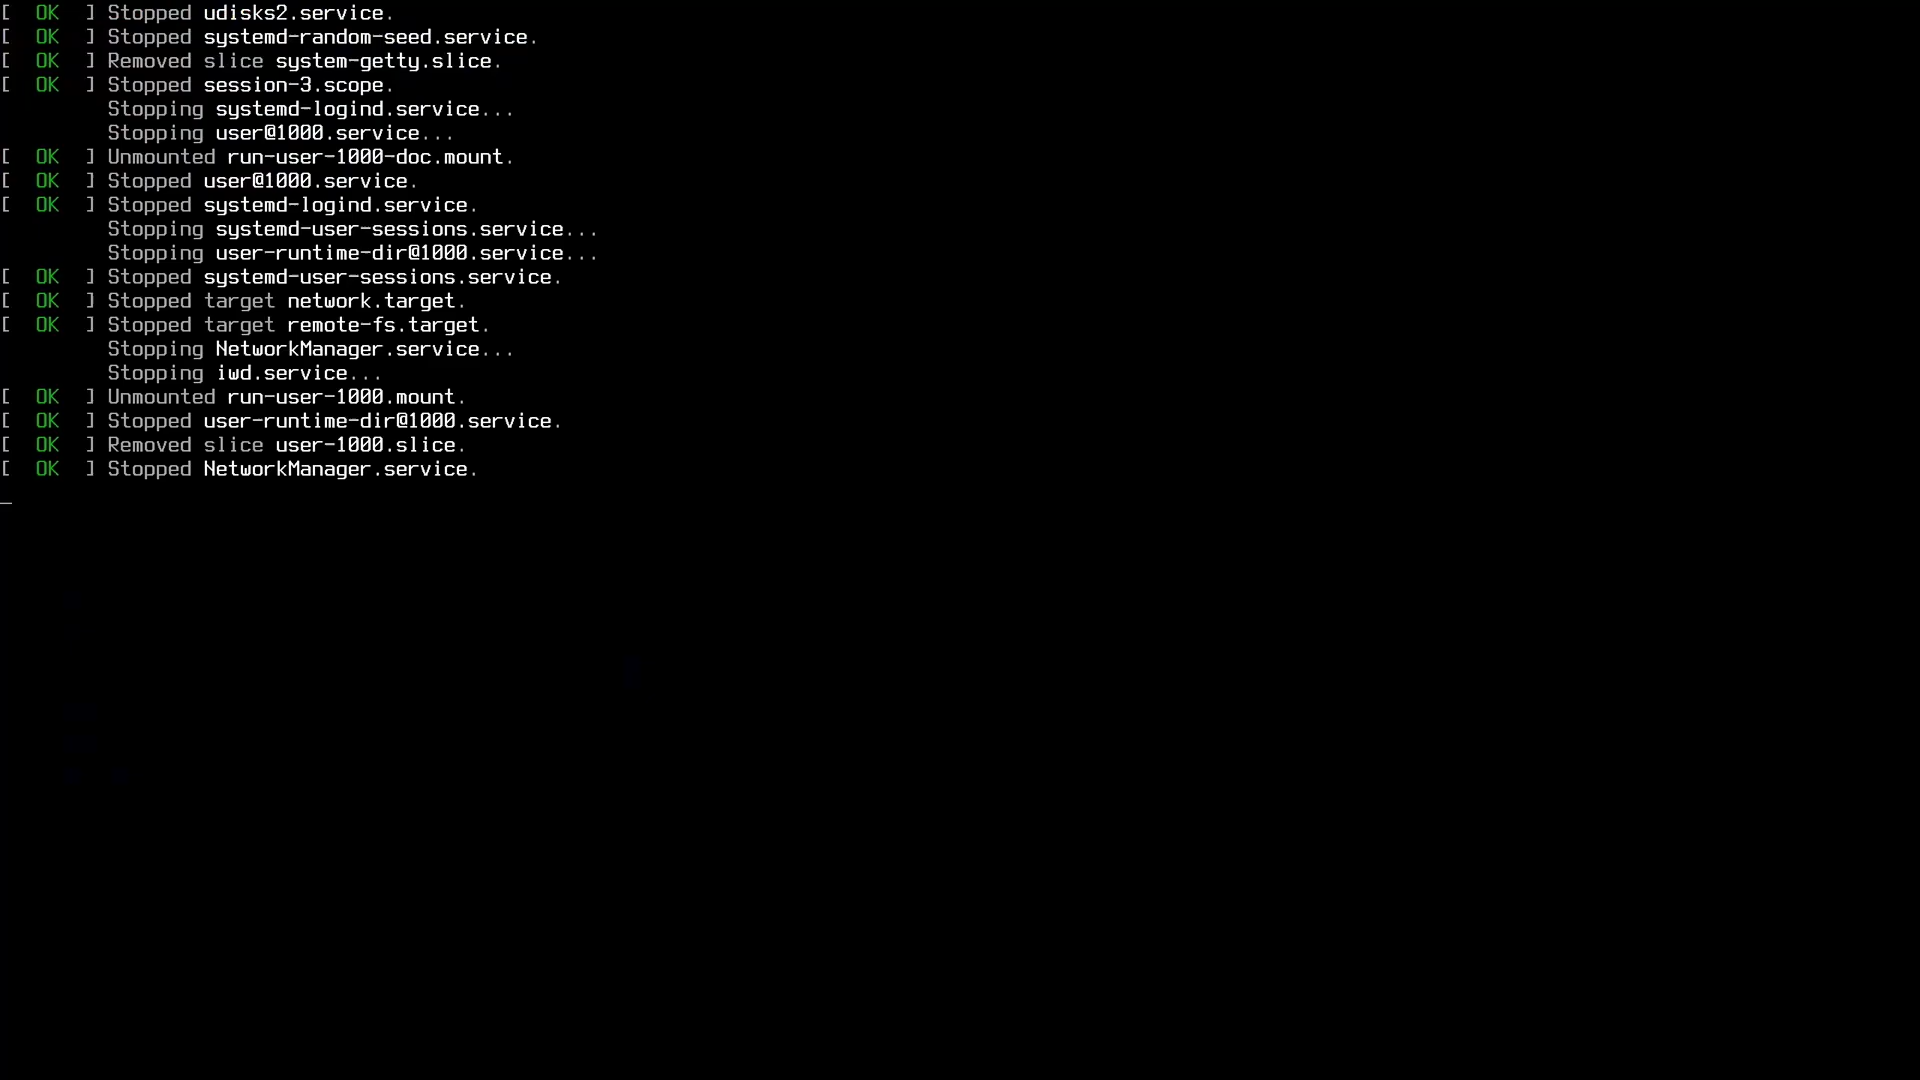 [  OK  ] Stopped udisks2.service.
[  OK  ] Stopped systemd-random-seed.service.
[  OK  ] Removed slice system-getty.slice.
[  OK  ] Stopped session-3.scope.
         Stopping systemd-logind.service...
         Stopping user@1000.service...
[  OK  ] Unmounted run-user-1000-doc.mount.
[  OK  ] Stopped user@1000.service.
[  OK  ] Stopped systemd-logind.service.
         Stopping systemd-user-sessions.service...
         Stopping user-runtime-dir@1000.service...
[  OK  ] Stopped systemd-user-sessions.service.
[  OK  ] Stopped target network.target.
[  OK  ] Stopped target remote-fs.target.
         Stopping NetworkManager.service...
         Stopping iwd.service...
[  OK  ] Unmounted run-user-1000.mount.
[  OK  ] Stopped user-runtime-dir@1000.service.
[  OK  ] Removed slice user-1000.slice.
[  OK  ] Stopped NetworkManager.service.
_